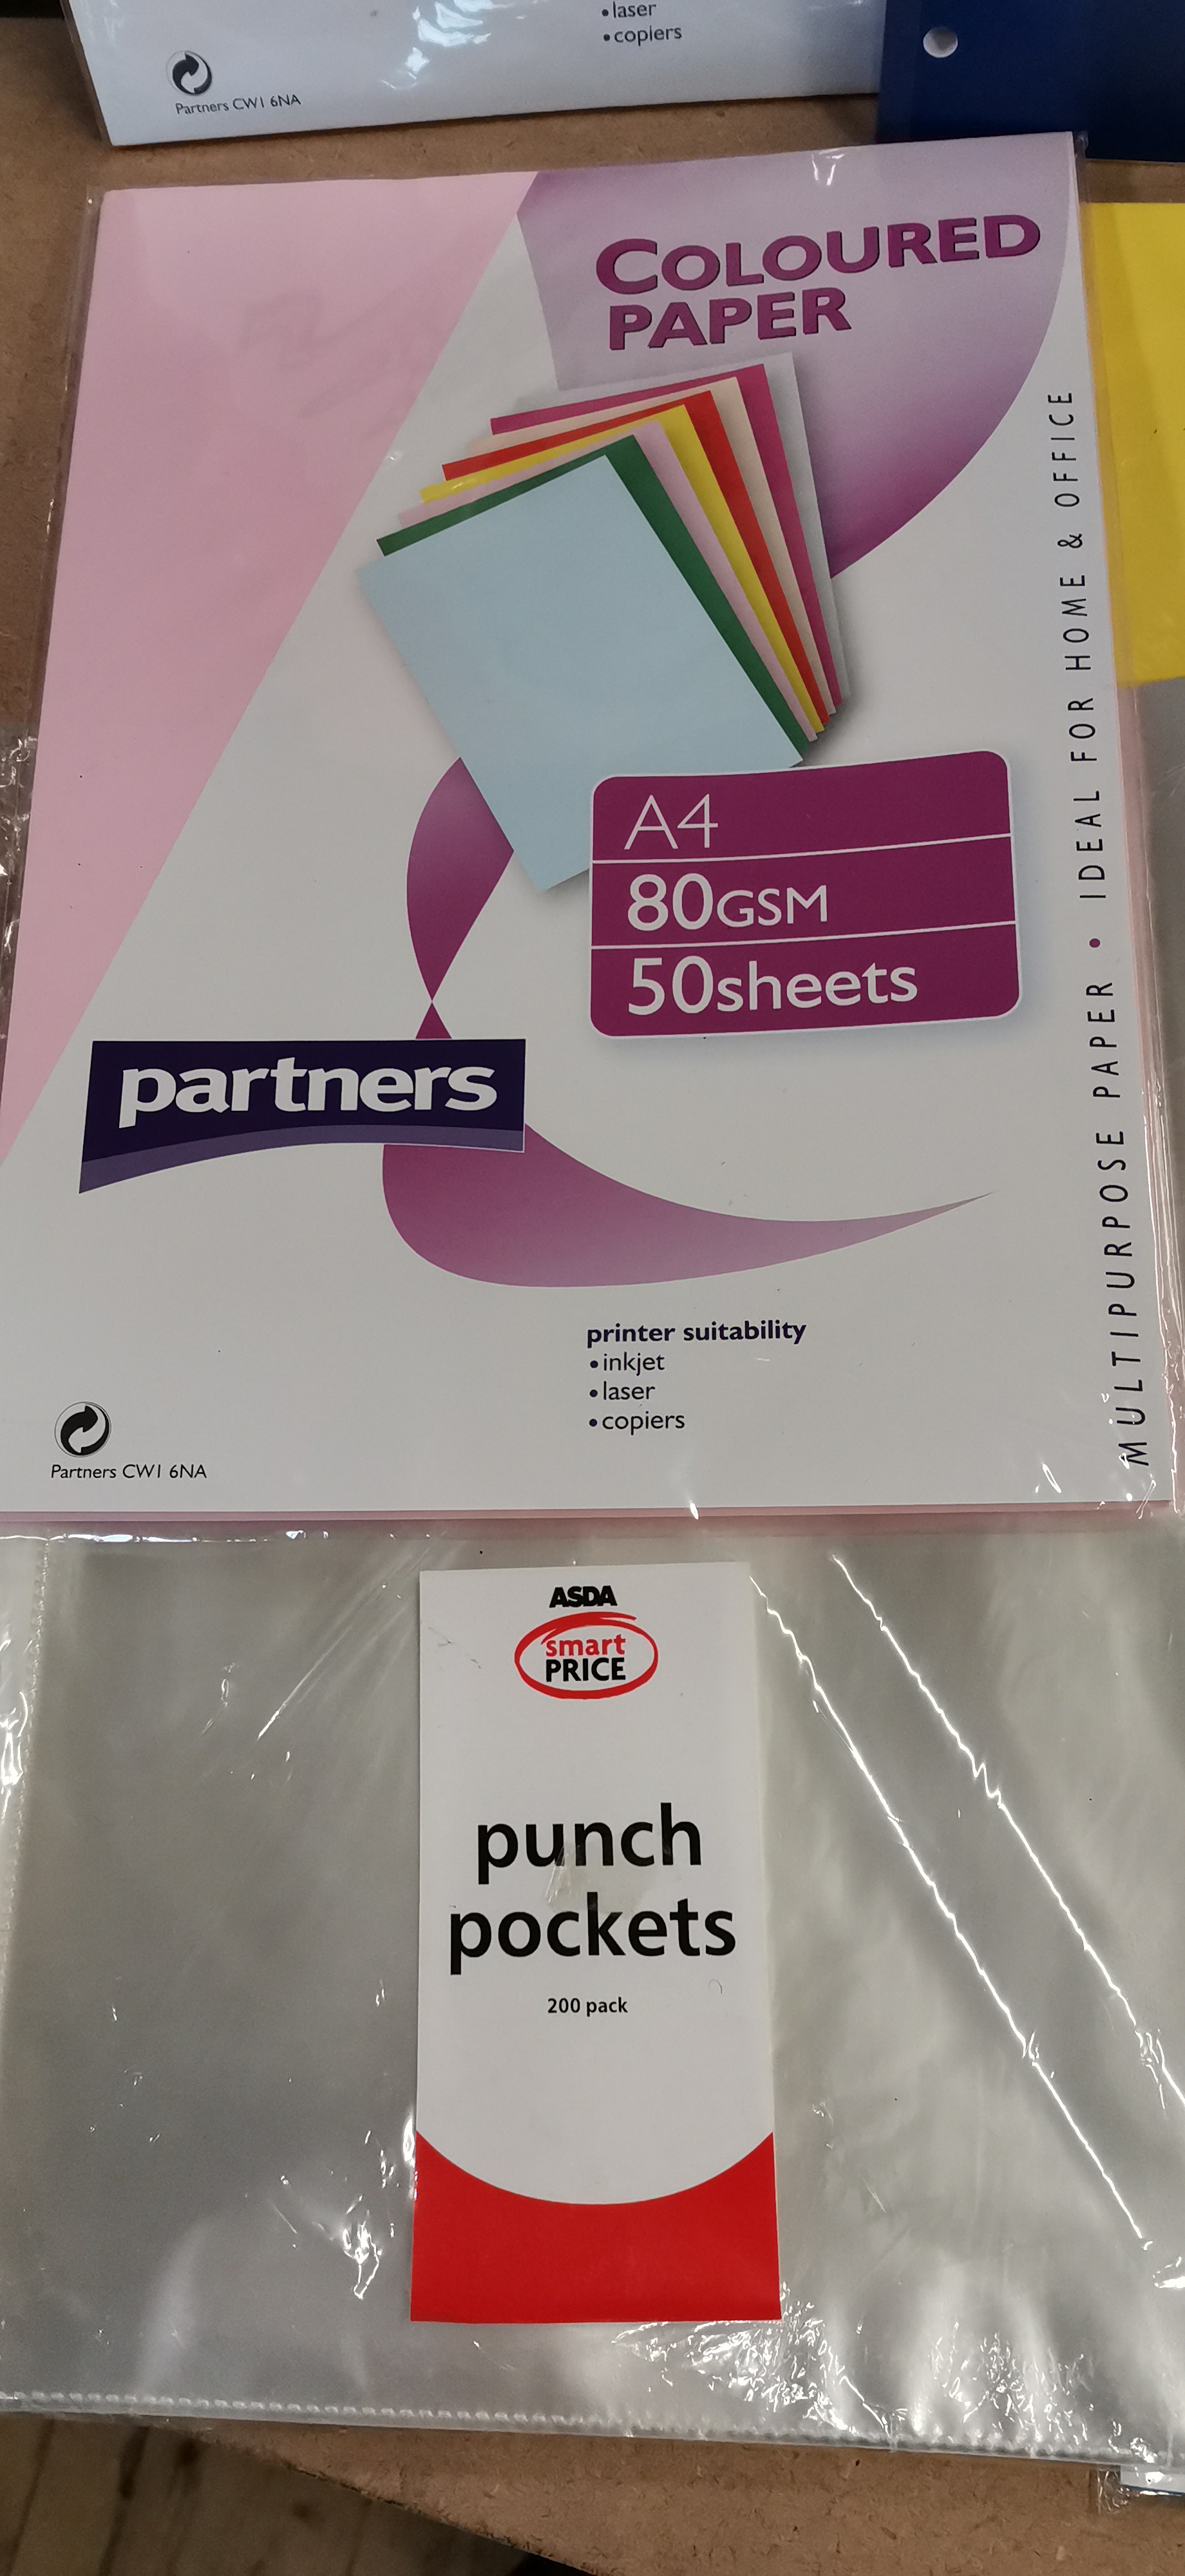 • laser
• copiers
Partners CW1 6NA
COLOURED
PAPER
A4
80GSM
50sheets
partners
MULTIPURPOSE PAPER • IDEAL FOR HOME & OFFICE
printer suitability
• inkjet
• laser
• copiers
Partners CW1 6NA
ASDA
smart
PRICE
punch
pockets
200 pack